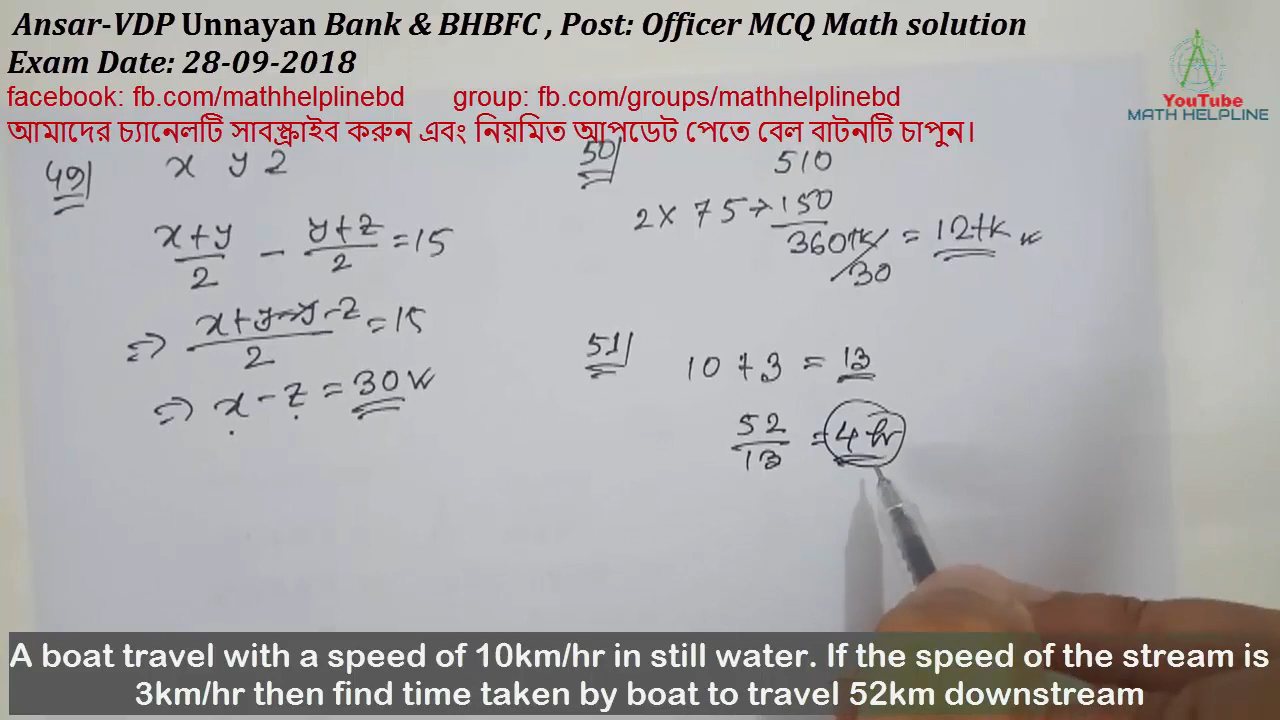 Ansar-VDP Unnayan Bank & BHBFC , Post: Officer MCQ Math solution
Exam Date: 28-09-2018
facebook: fb.com/mathhelplinebd group: fb.com/groups/mathhelplinebd
আমাদের চ্যানেলটি সাবস্ক্রাইব করুন এবং নিয়মিত আপডেট পেতে বেল বাটনটি চাপুন।
YouTube
MATH HELPLINE
49|
x y z
x+y/2 - y+z/2 = 15
⇒ x+y-y-z/2 = 15
⇒ x - z = 30
50|
510
2 x 75 → 150
360tk/30 = 12tk
51|
10 + 3 = 13
52/13 = 4 hr
A boat travel with a speed of 10km/hr in still water. If the speed of the stream is
3km/hr then find time taken by boat to travel 52km downstream